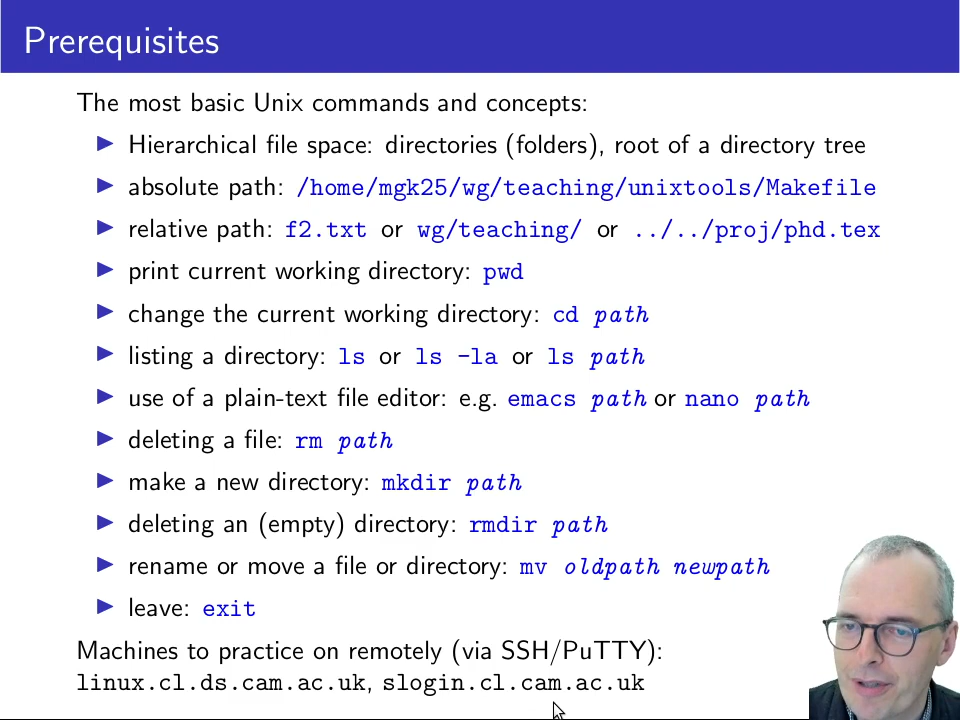 Prerequisites
The most basic Unix commands and concepts:
▶ Hierarchical file space: directories (folders), root of a directory tree
▶ absolute path: /home/mgk25/wg/teaching/unixtools/Makefile
▶ relative path: f2.txt or wg/teaching/ or ../../proj/phd.tex
▶ print current working directory: pwd
▶ change the current working directory: cd path
▶ listing a directory: ls or ls -la or ls path
▶ use of a plain-text file editor: e.g. emacs path or nano path
▶ deleting a file: rm path
▶ make a new directory: mkdir path
▶ deleting an (empty) directory: rmdir path
▶ rename or move a file or directory: mv oldpath newpath
▶ leave: exit
Machines to practice on remotely (via SSH/PuTTY):
linux.cl.ds.cam.ac.uk, slogin.cl.cam.ac.uk